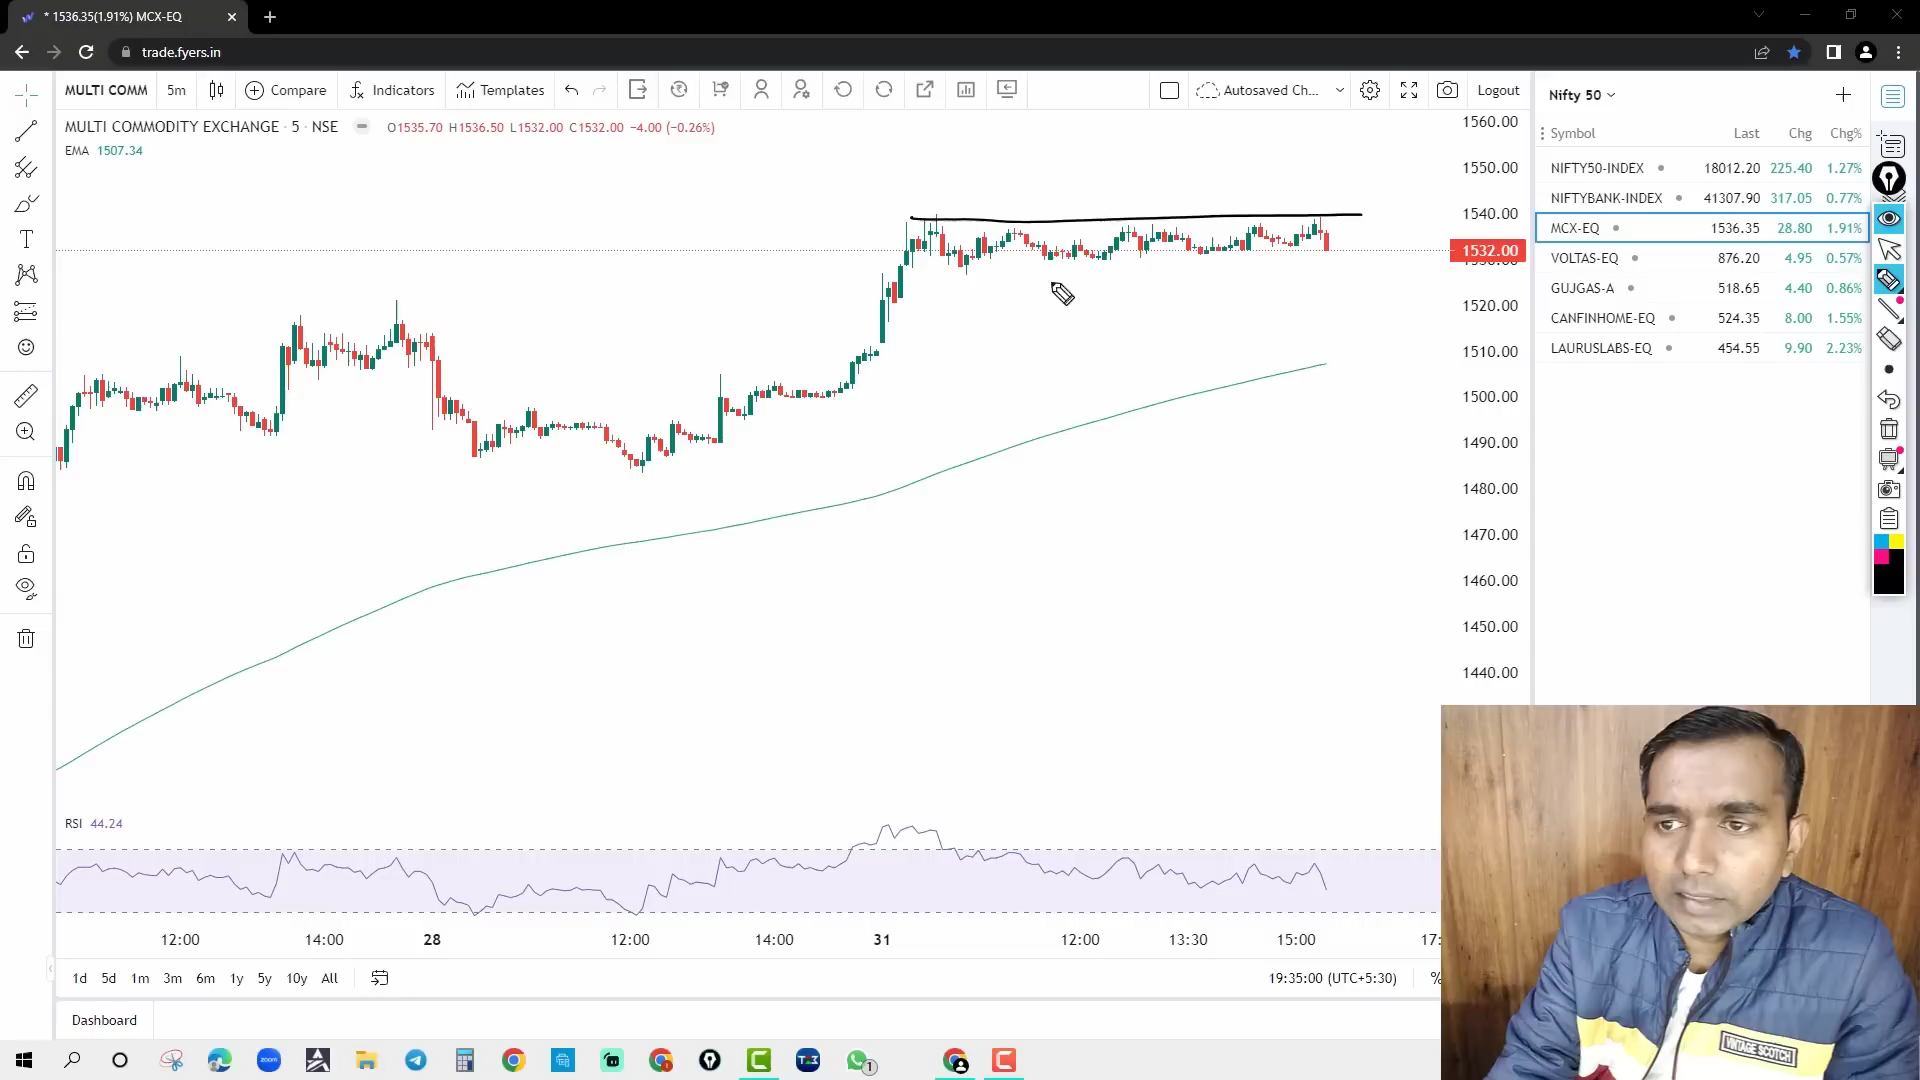 * 1536.35(1.91%) MCX-EQ
trade.fyers.in
MULTI COMM 5m Compare Indicators Templates Autosaved Ch... Logout
MULTI COMMODITY EXCHANGE · 5 · NSE O1535.70 H1536.50 L1532.00 C1532.00 −4.00 (−0.26%)
EMA 1507.34
1560.00
1550.00
1540.00
1532.00
1520.00
1510.00
1500.00
1490.00
1480.00
1470.00
1460.00
1450.00
1440.00
Nifty 50
Symbol Last Chg Chg%
NIFTY50-INDEX 18012.20 225.40 1.27%
NIFTYBANK-INDEX 41307.90 317.05 0.77%
MCX-EQ 1536.35 28.80 1.91%
VOLTAS-EQ 876.20 4.95 0.57%
GUJGAS-A 518.65 4.40 0.86%
CANFINHOME-EQ 524.35 8.00 1.55%
LAURUSLABS-EQ 454.55 9.90 2.23%
RSI 44.24
12:00 14:00 28 12:00 14:00 31 12:00 13:30 15:00 17:
1d 5d 1m 3m 6m 1y 5y 10y All 19:35:00 (UTC+5:30) %
Dashboard
VINTAGE SCOTCH
zoom
1